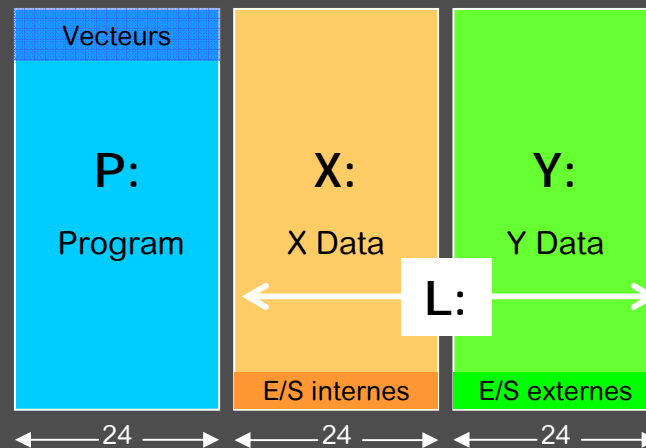 Vecteurs
P:
Program
X:
X Data
Y:
Y Data
L:
E/S internes
E/S externes
24
24
24